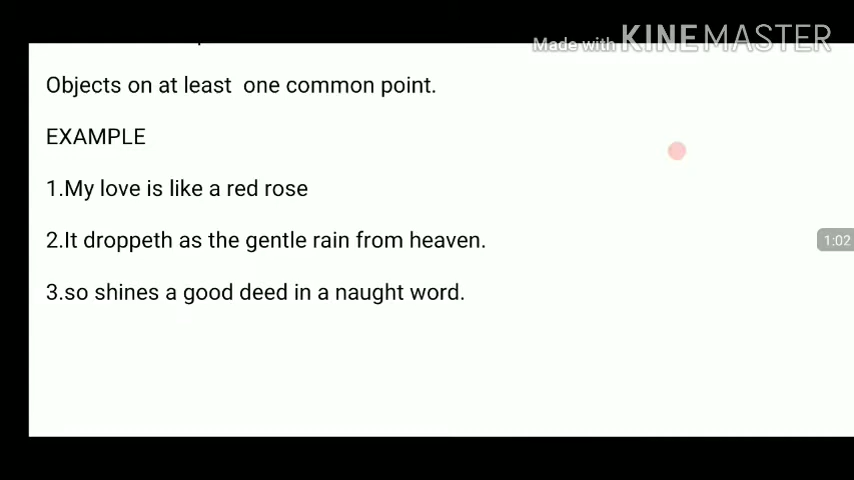 Made with KINEMASTER
Objects on at least one common point.
EXAMPLE
1.My love is like a red rose
2.It droppeth as the gentle rain from heaven.
1:02
3.so shines a good deed in a naught word.